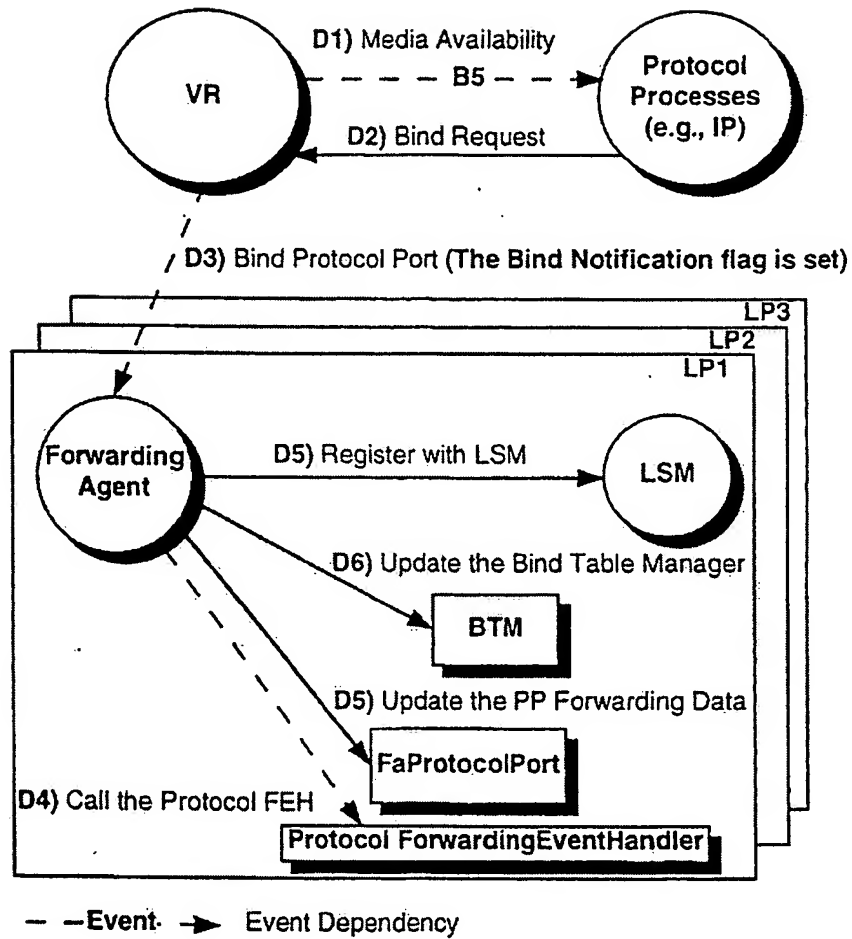 D1) Media Availability
VR
B5
Protocol
Processes
(e.g., IP)
D2) Bind Request
D3) Bind Protocol Port (The Bind Notification flag is set)
LP3
LP2
LP1
Forwarding
Agent
D5) Register with LSM
LSM
D6) Update the Bind Table Manager
BTM
D5) Update the PP Forwarding Data
FaProtocolPort
D4) Call the Protocol FEH
Protocol ForwardingEventHandler
Event
Event Dependency